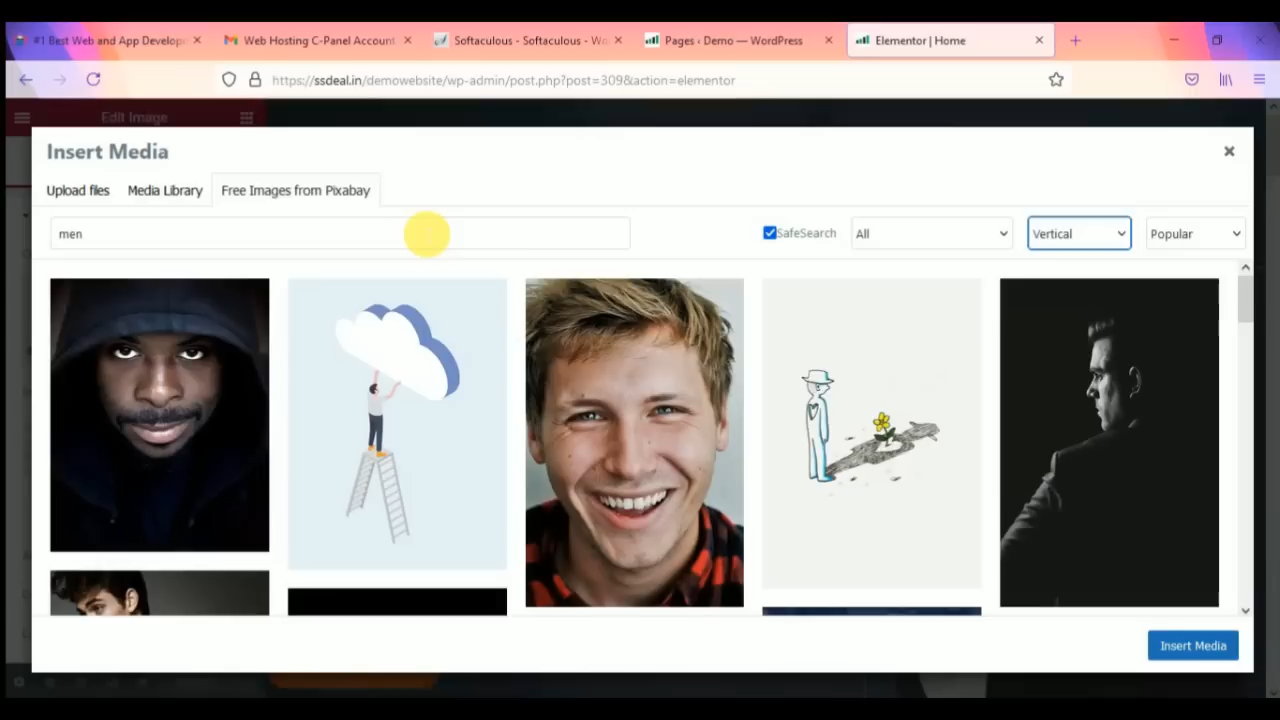 #1 Best Web and App Develop
Web Hosting C-Panel Account
Softaculous - Softaculous - Wo
Pages ‹ Demo — WordPress
Elementor | Home
https://ssdeal.in/demowebsite/wp-admin/post.php?post=309&action=elementor
Edit Image
Insert Media
Upload files
Media Library
Free Images from Pixabay
men
SafeSearch
All
Vertical
Popular
Insert Media